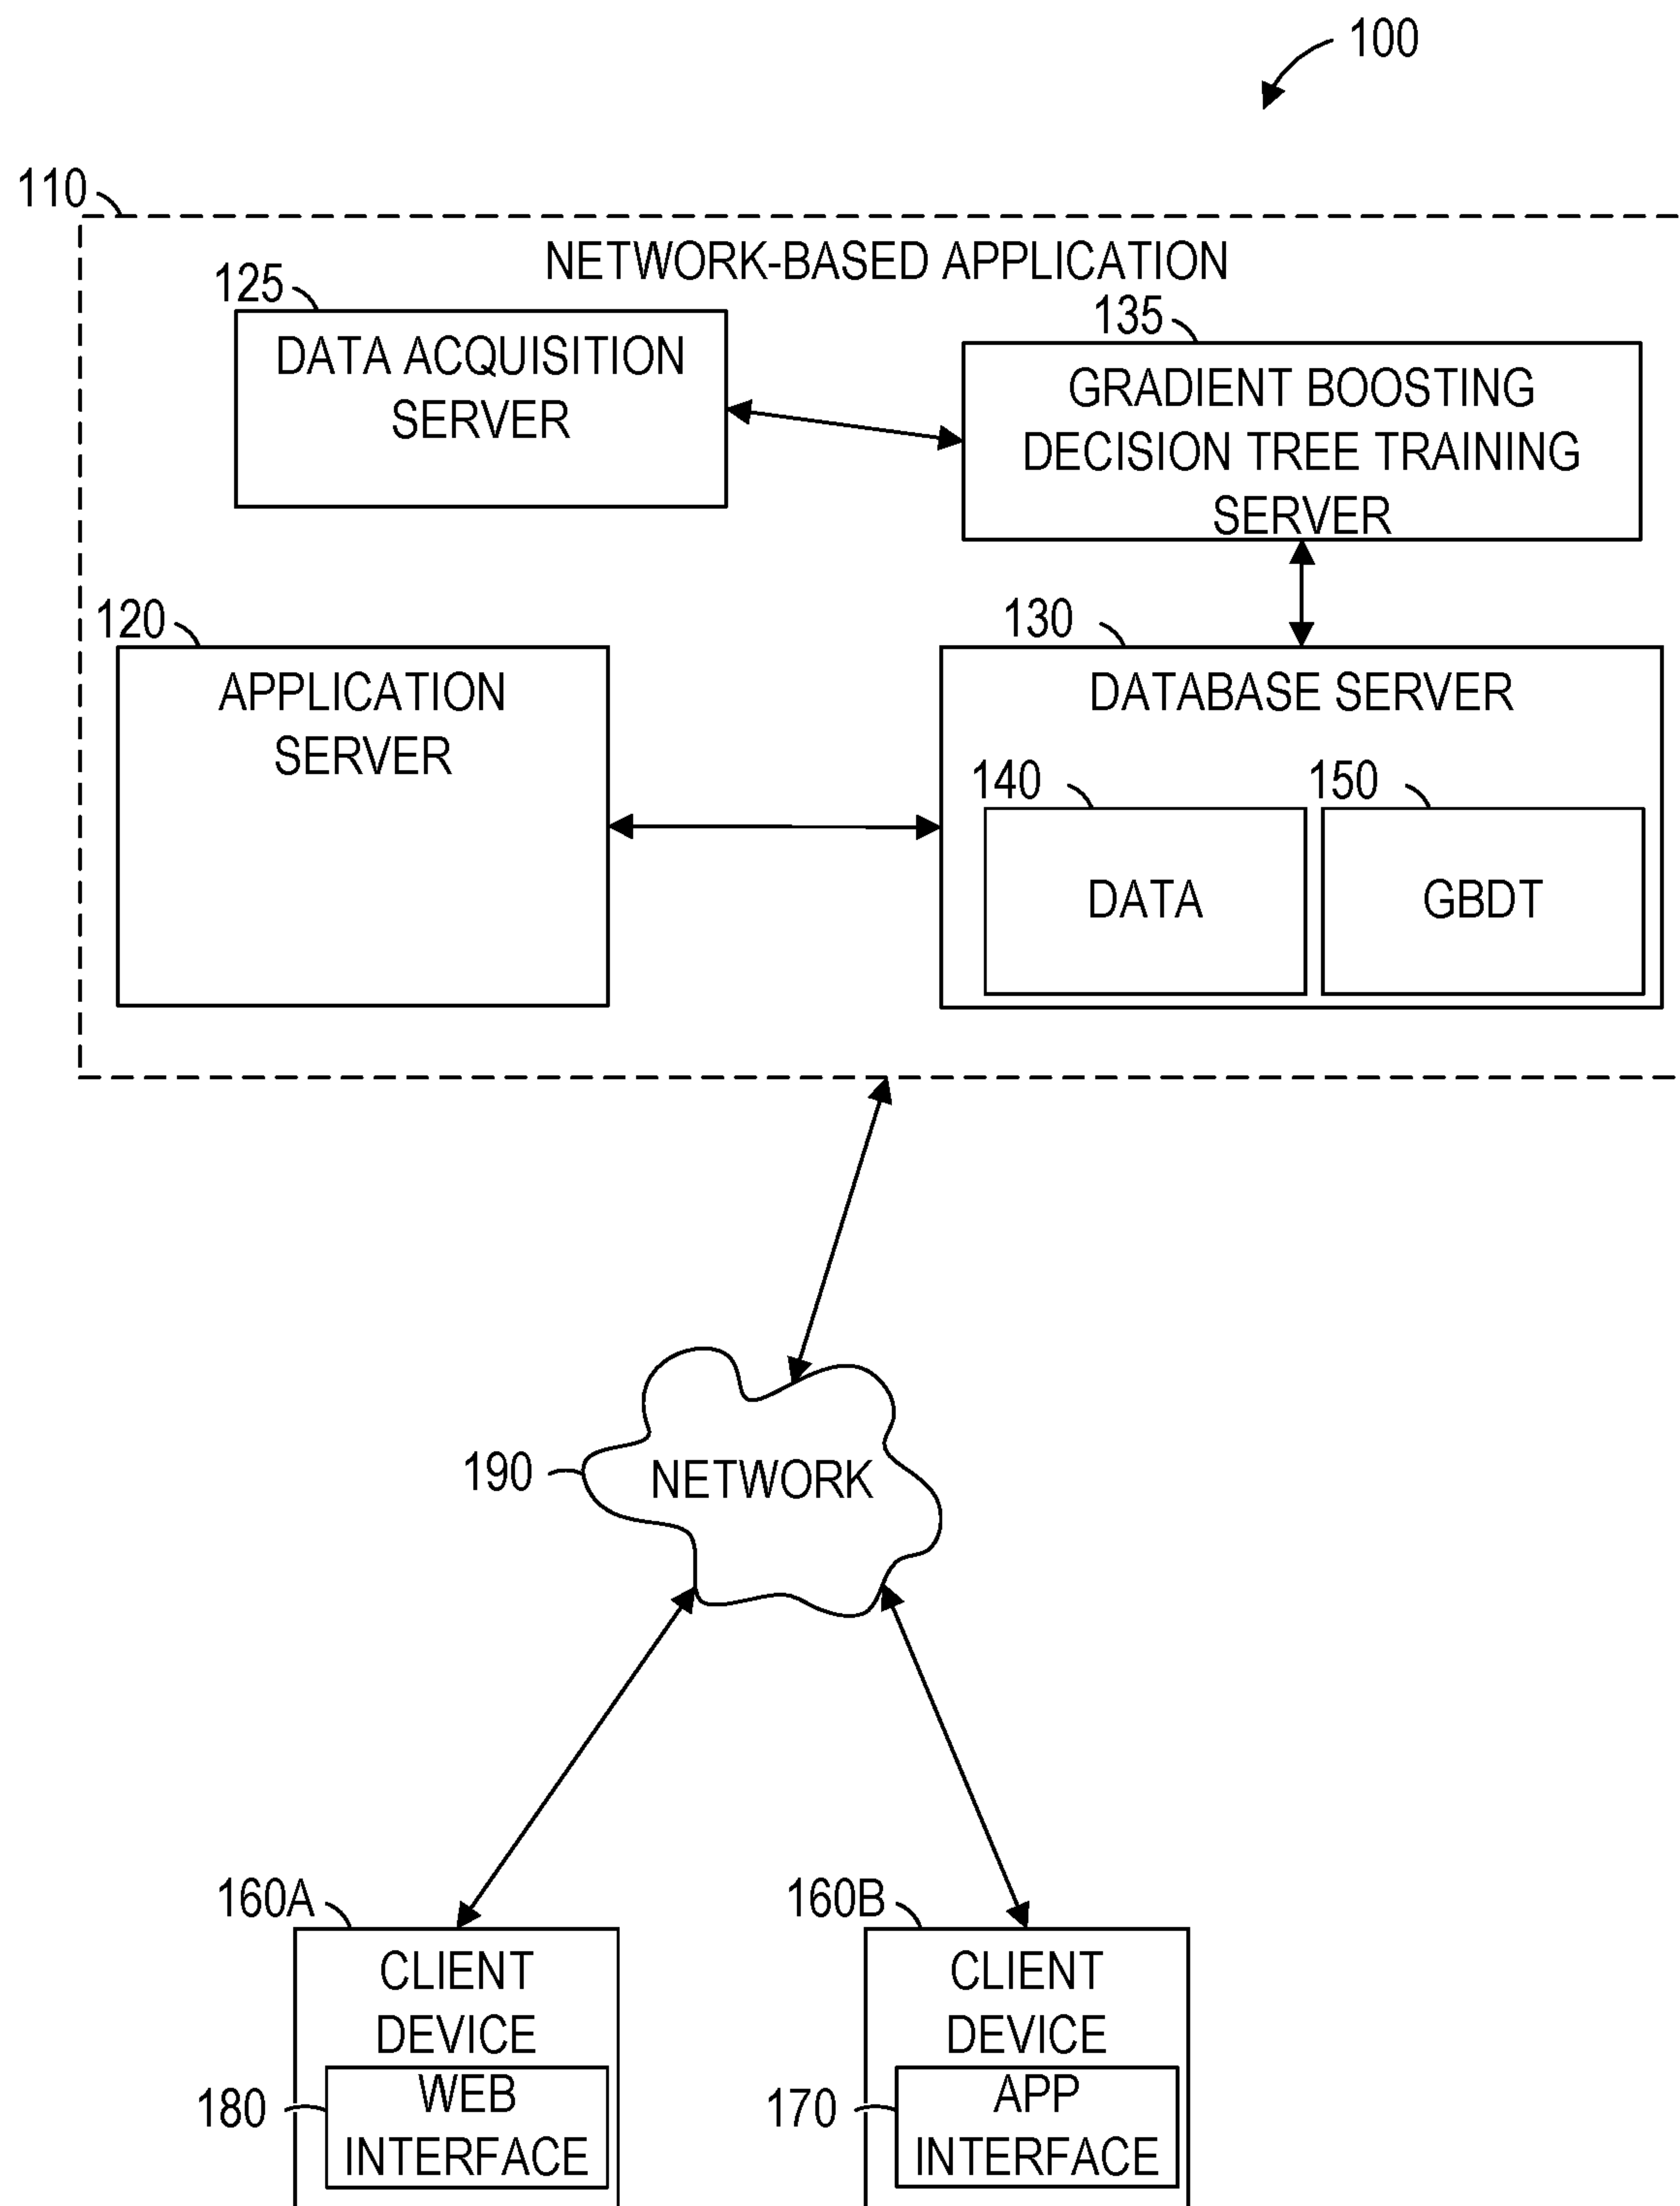 100
110
NETWORK-BASED APPLICATION
125
DATA ACQUISITION
SERVER
135
GRADIENT BOOSTING
DECISION TREE TRAINING
SERVER
120
APPLICATION
SERVER
130
DATABASE SERVER
140
DATA
150
GBDT
190
NETWORK
160A
CLIENT
DEVICE
180
WEB
INTERFACE
160B
CLIENT
DEVICE
170
APP
INTERFACE